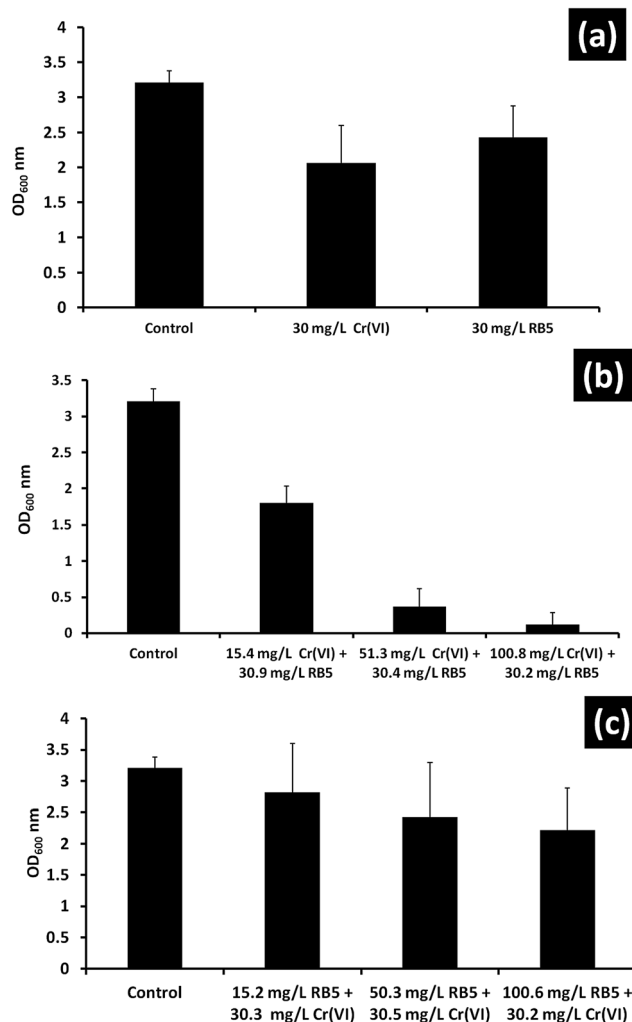 (a)
4
3.5
3
2.5
2
1.5
1
0.5
0
OD600 nm
Control
30 mg/L Cr(VI)
30 mg/L RB5
(b)
3.5
3
2.5
2
1.5
1
0.5
0
OD600 nm
Control
15.4 mg/L Cr(VI) +
30.9 mg/L RB5
51.3 mg/L Cr(VI) +
30.4 mg/L RB5
100.8 mg/L Cr(VI) +
30.2 mg/L RB5
(c)
4
3.5
3
2.5
2
1.5
1
0.5
0
OD600 nm
Control
15.2 mg/L RB5 +
30.3 mg/L Cr(VI)
50.3 mg/L RB5 +
30.5 mg/L Cr(VI)
100.6 mg/L RB5 +
30.2 mg/L Cr(VI)